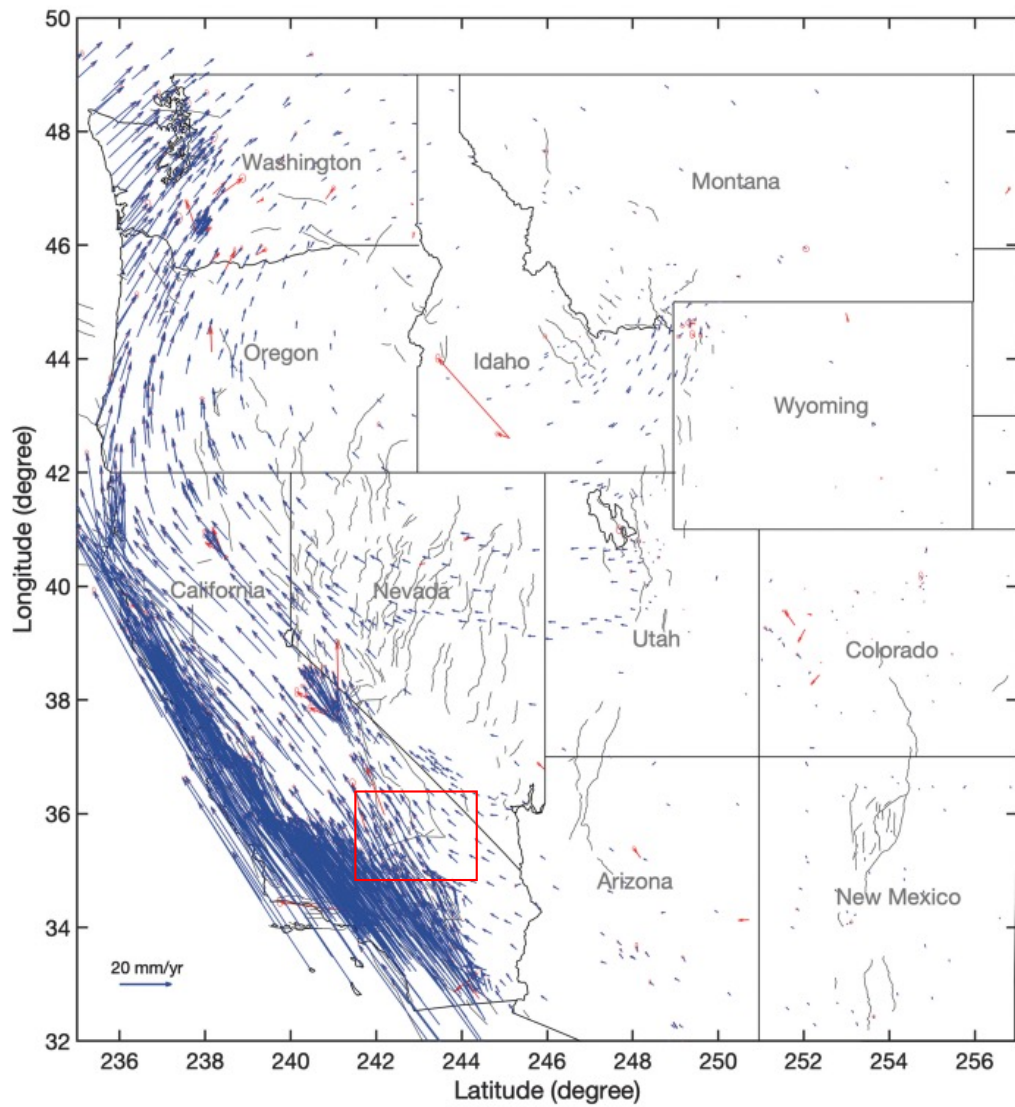 50
48
46
44
42
40
38
36
34
32
Longitude (degree)
Washington
Montana
Oregon
Idaho
Wyoming
California
Nevada
Utah
Colorado
Arizona
New Mexico
20 mm/yr
236 238 240 242 244 246 248 250 252 254 256
Latitude (degree)